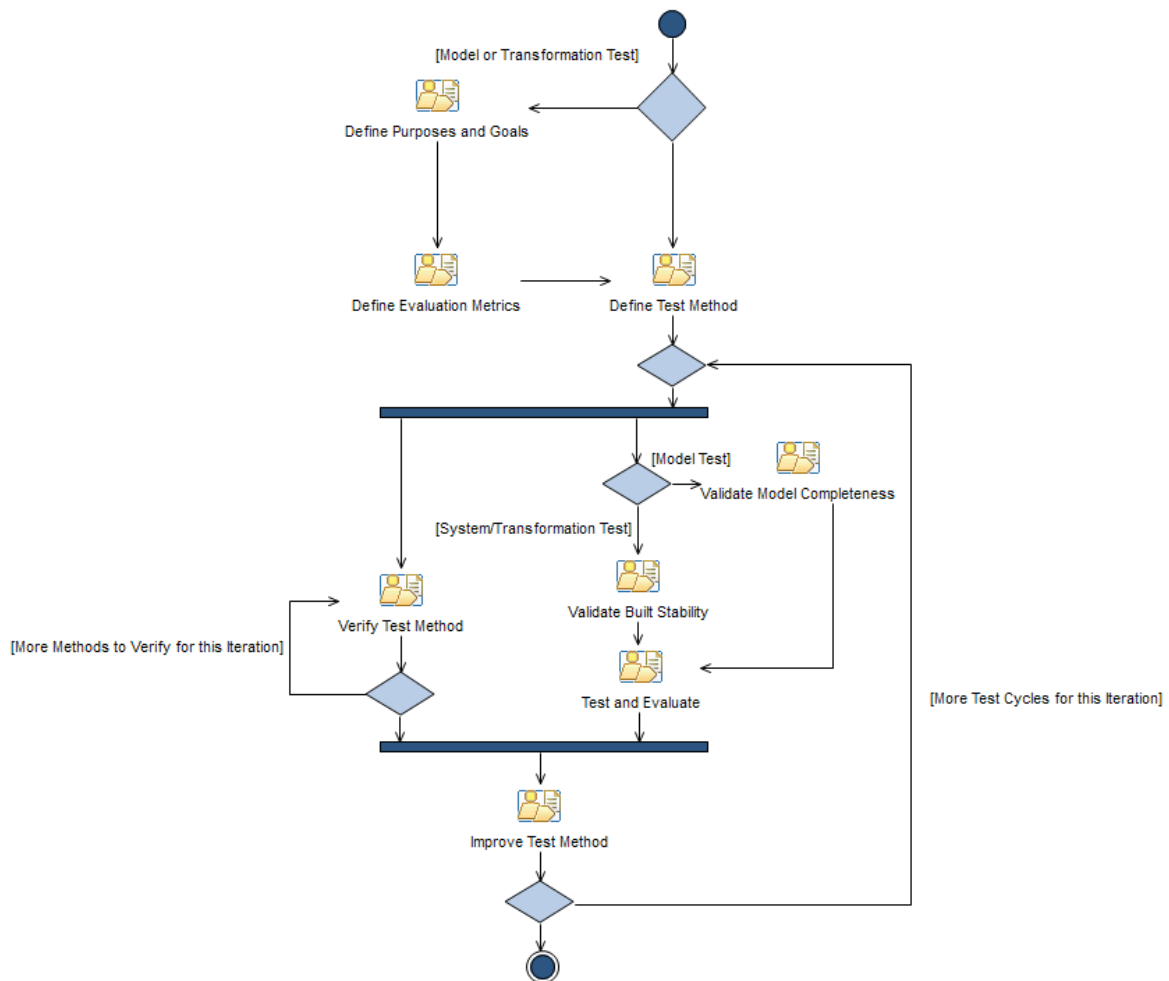 [Model or Transformation Test]
Define Purposes and Goals
Define Evaluation Metrics
Define Test Method
[Model Test]
Validate Model Completeness
[System/Transformation Test]
Validate Built Stability
Verify Test Method
[More Methods to Verify for this Iteration]
Test and Evaluate
[More Test Cycles for this Iteration]
Improve Test Method